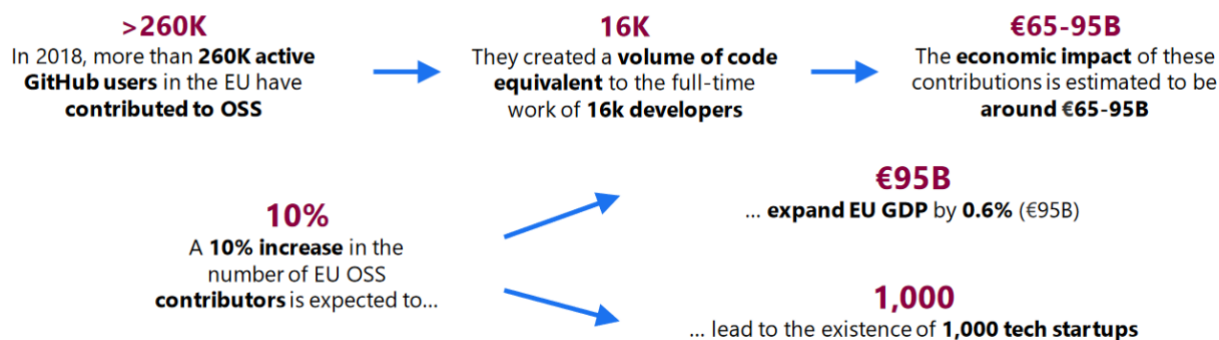 >260K
In 2018, more than 260K active
GitHub users in the EU have
contributed to OSS
16K
They created a volume of code
equivalent to the full-time
work of 16k developers
€65-95B
The economic impact of these
contributions is estimated to be
around €65-95B
10%
A 10% increase in the
number of EU OSS
contributors is expected to...
€95B
... expand EU GDP by 0.6% (€95B)
1,000
... lead to the existence of 1,000 tech startups